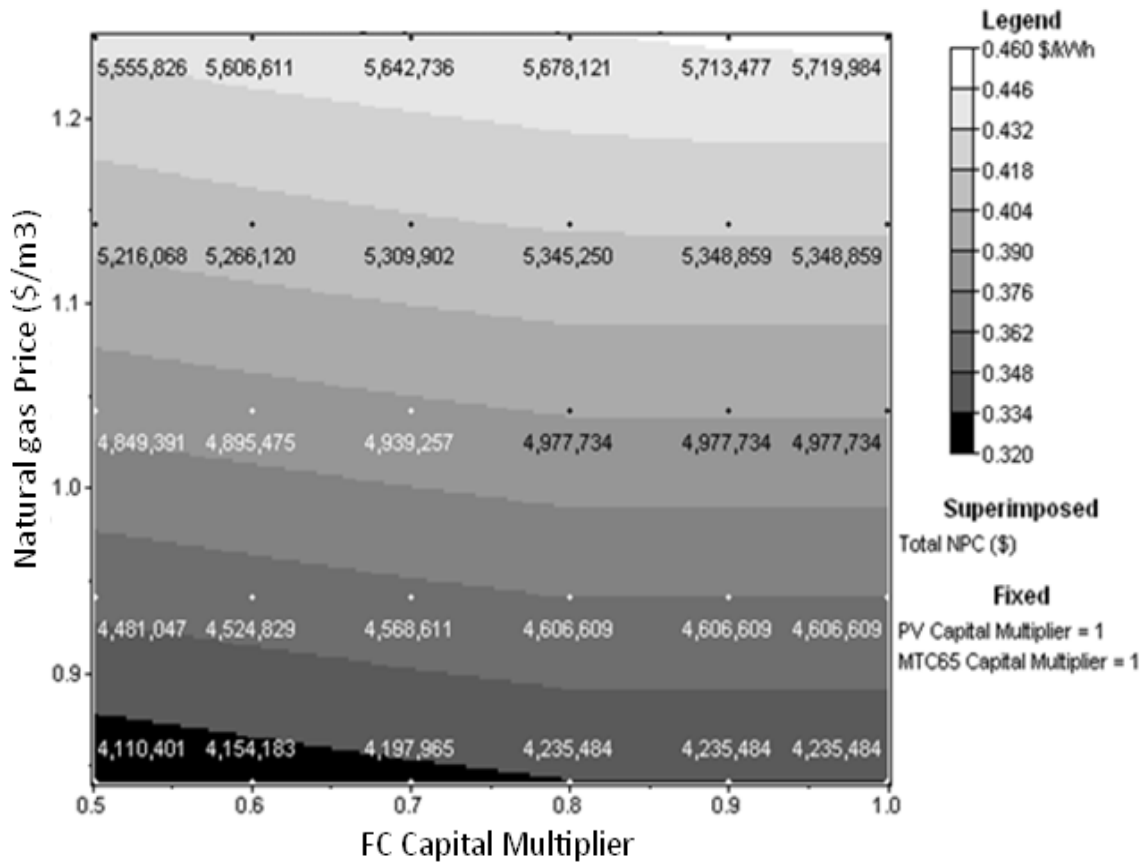 Legend
0.460 $/kWh
5,555,826 5,606,611 5,642,736 5,678,121 5,713,477 5,719,984
0.446
1.2
0.432
0.418
0.404
5,216,068 5,266,120 5,309,902 5,345,250 5,348,859 5,348,859
0.390
0.376
1.1
0.362
0.348
0.334
4,849,391 4,895,475 4,939,257 4,977,734 4,977,734 4,977,734
0.320
1.0
Natural gas Price ($/m3)
Superimposed
Total NPC ($)
Fixed
4,481,047 4,524,829 4,568,611 4,606,609 4,606,609 4,606,609
PV Capital Multiplier = 1
MTC65 Capital Multiplier = 1
0.9
4,110,401 4,154,183 4,197,965 4,235,484 4,235,484 4,235,484
0.5 0.6 0.7 0.8 0.9 1.0
FC Capital Multiplier